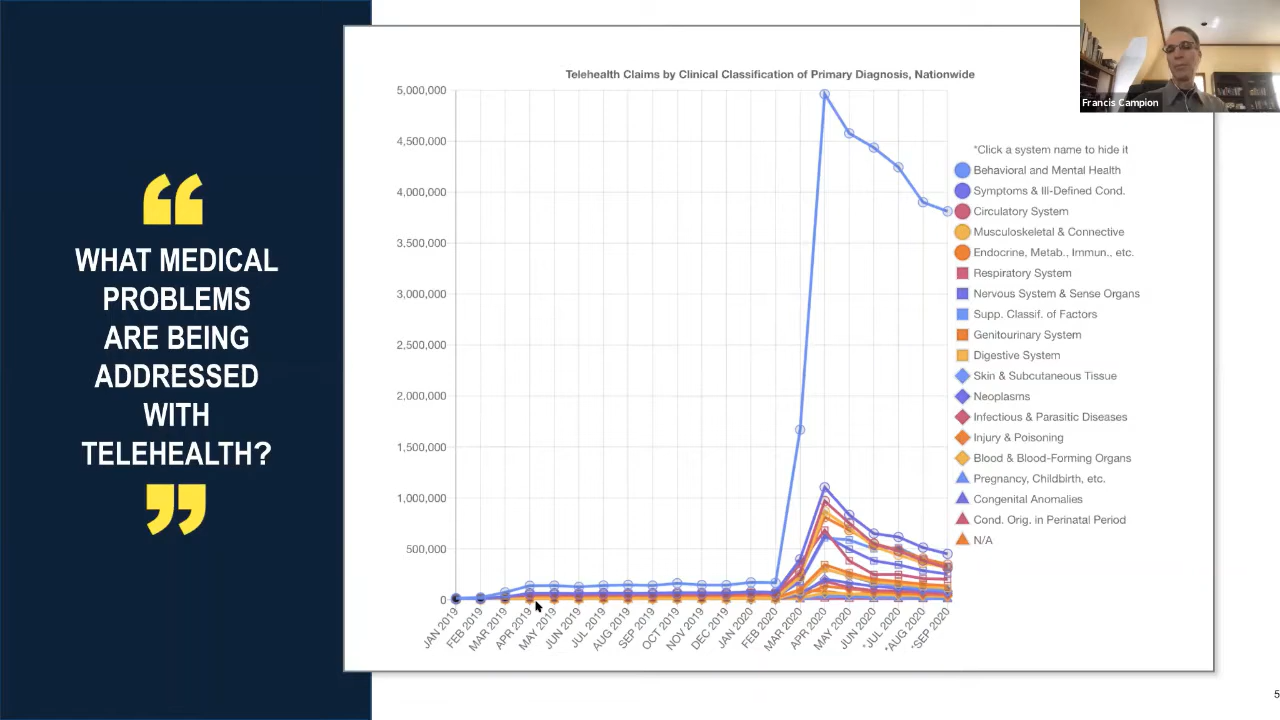 “
WHAT MEDICAL
PROBLEMS
ARE BEING
ADDRESSED
WITH
TELEHEALTH?
”
Telehealth Claims by Clinical Classification of Primary Diagnosis, Nationwide
5,000,000
4,500,000
4,000,000
3,500,000
3,000,000
2,500,000
2,000,000
1,500,000
1,000,000
500,000
0
JAN 2019
FEB 2019
MAR 2019
APR 2019
MAY 2019
JUN 2019
JUL 2019
AUG 2019
SEP 2019
OCT 2019
NOV 2019
DEC 2019
JAN 2020
FEB 2020
MAR 2020
APR 2020
MAY 2020
JUN 2020
*JUL 2020
*AUG 2020
*SEP 2020
*Click a system name to hide it
Behavioral and Mental Health
Symptoms & Ill-Defined Cond.
Circulatory System
Musculoskeletal & Connective
Endocrine, Metab., Immun., etc.
Respiratory System
Nervous System & Sense Organs
Supp. Classif. of Factors
Genitourinary System
Digestive System
Skin & Subcutaneous Tissue
Neoplasms
Infectious & Parasitic Diseases
Injury & Poisoning
Blood & Blood-Forming Organs
Pregnancy, Childbirth, etc.
Congenital Anomalies
Cond. Orig. in Perinatal Period
N/A
Francis Campion
5